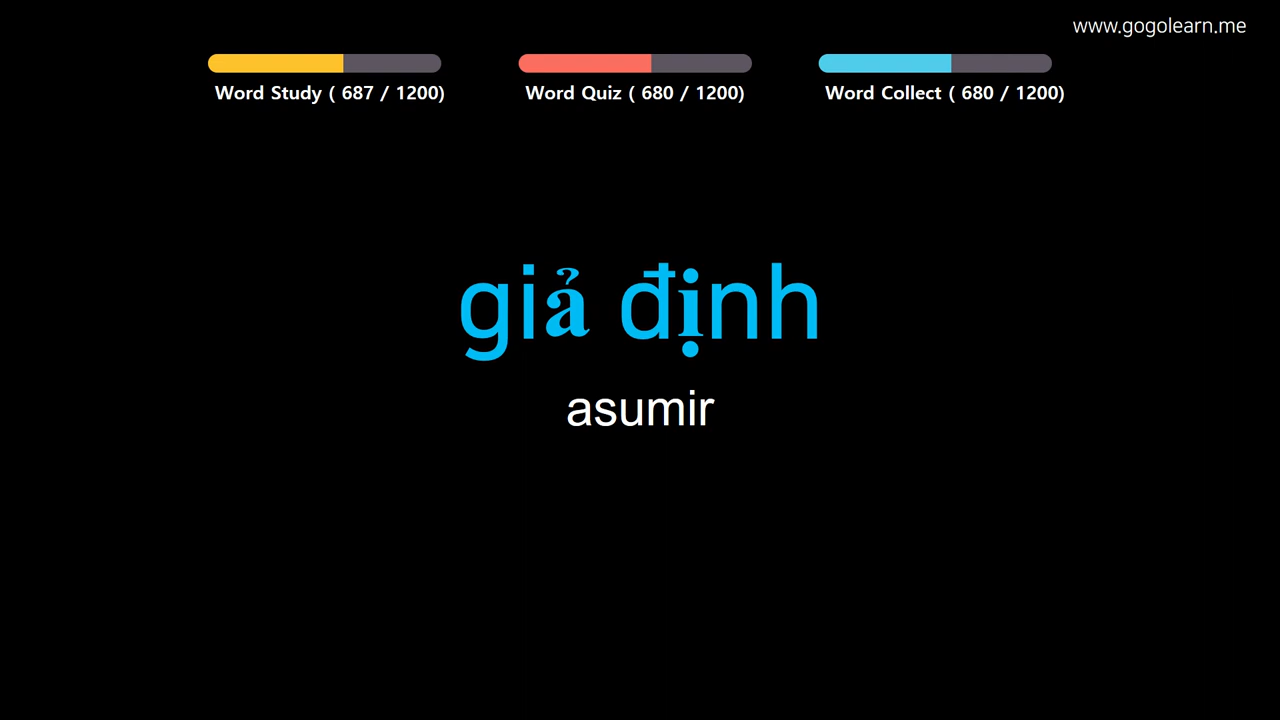 www.gogolearn.me
Word Study ( 687 / 1200)
Word Quiz ( 680 / 1200)
Word Collect ( 680 / 1200)
giả định
asumir